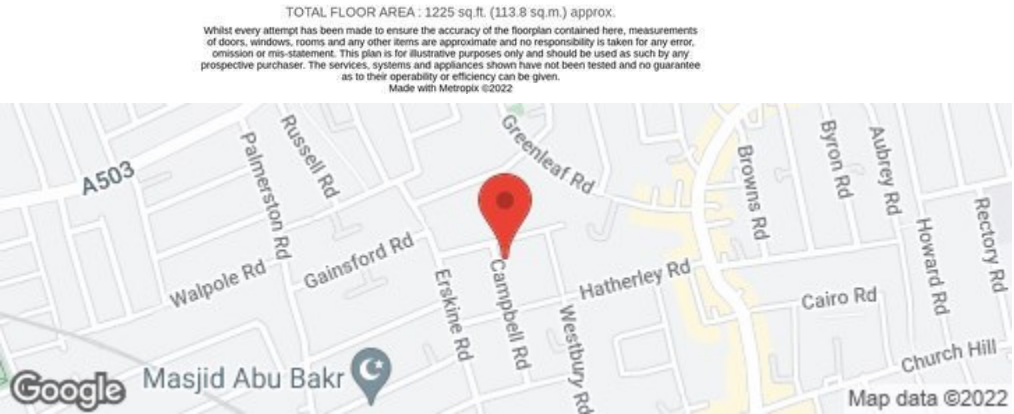 TOTAL FLOOR AREA : 1225 sq.ft. (113.8 sq.m.) approx.
Whilst every attempt has been made to ensure the accuracy of the floorplan contained here, measurements
of doors, windows, rooms and any other items are approximate and no responsibility is taken for any error,
omission or mis-statement. This plan is for illustrative purposes only and should be used as such by any
prospective purchaser. The services, systems and appliances shown have not been tested and no guarantee
as to their operability or efficiency can be given.
Made with Metropix ©2022
A503
Palmerston Rd
Russell Rd
Greenleaf Rd
Browns Rd
Byron Rd
Aubrey Rd
Howard Rd
Rectory Rd
Walpole Rd
Gainsford Rd
Erskine Rd
Campbell Rd
Westbury Rd
Hatherley Rd
Cairo Rd
Church Hill
Masjid Abu Bakr
Google
Map data ©2022